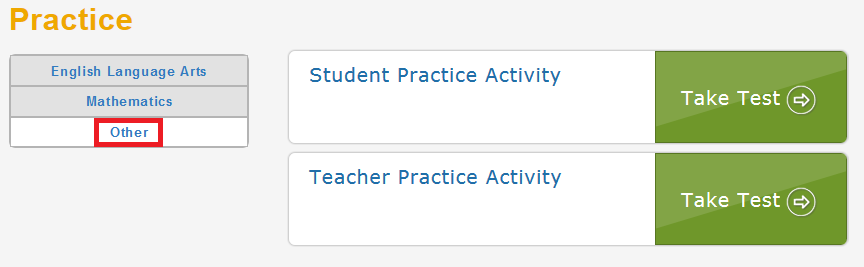 Practice
English Language Arts
Mathematics
Other
Student Practice Activity
Take Test
Teacher Practice Activity
Take Test